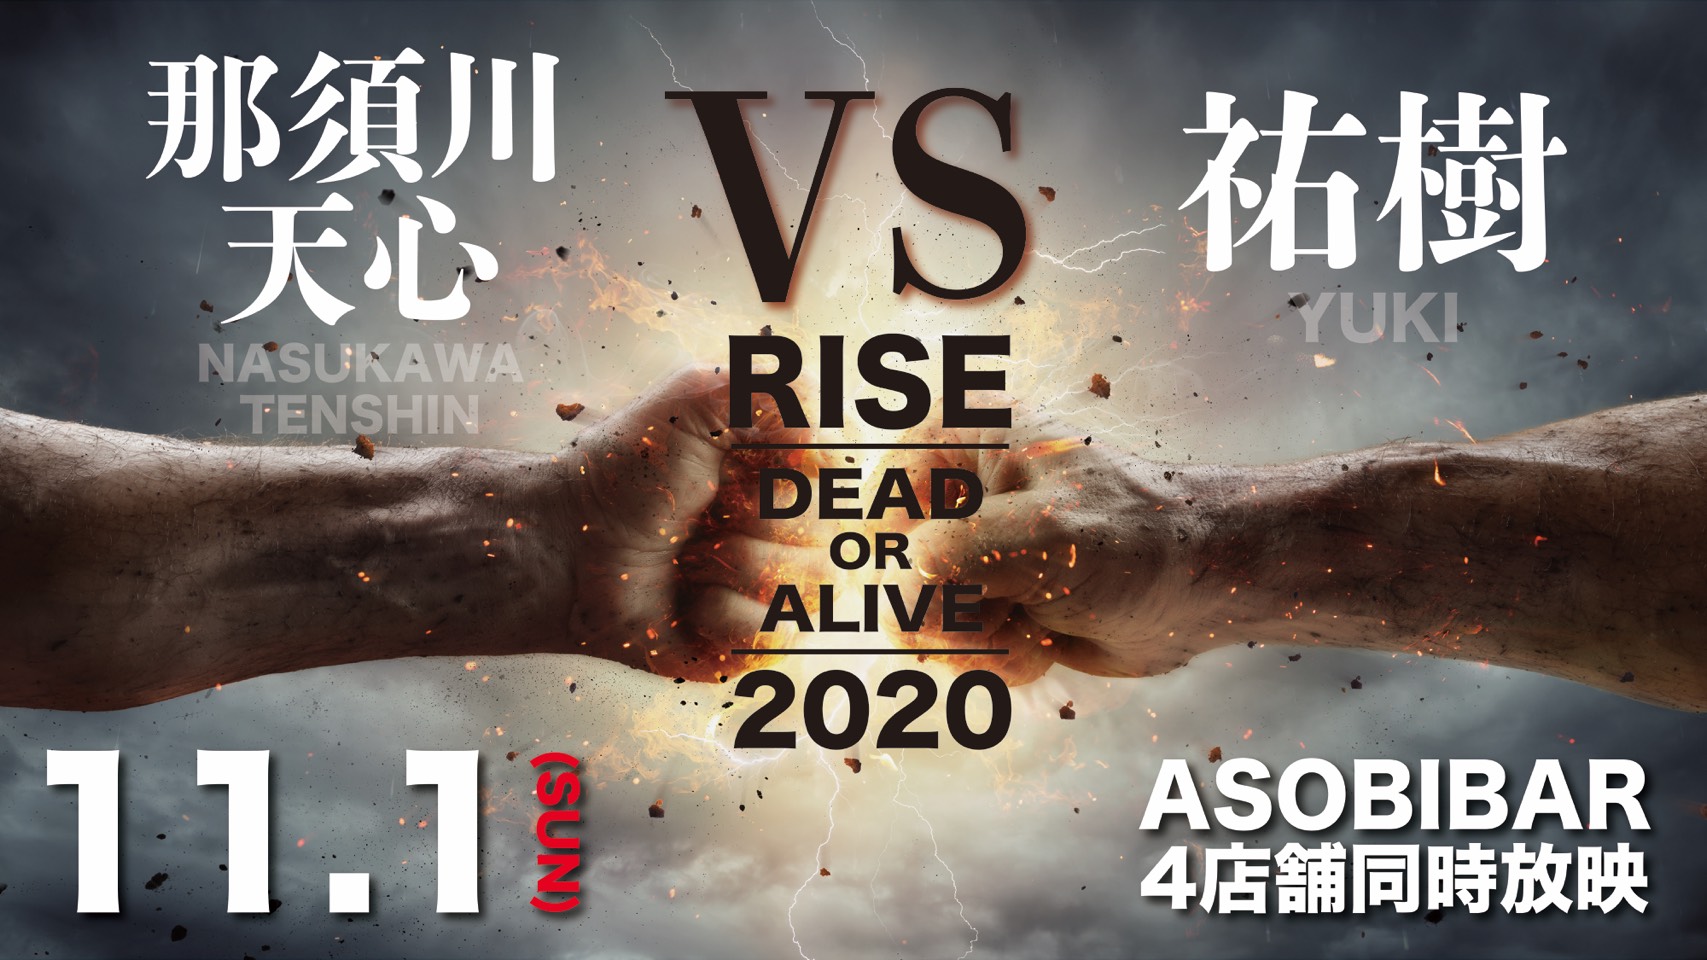 那須川
天心
NASUKAWA
TENSHIN
VS
祐樹
YUKI
RISE
DEAD
OR
ALIVE
2020
11.1
(SUN)
ASOBIBAR
4店舗同時放映